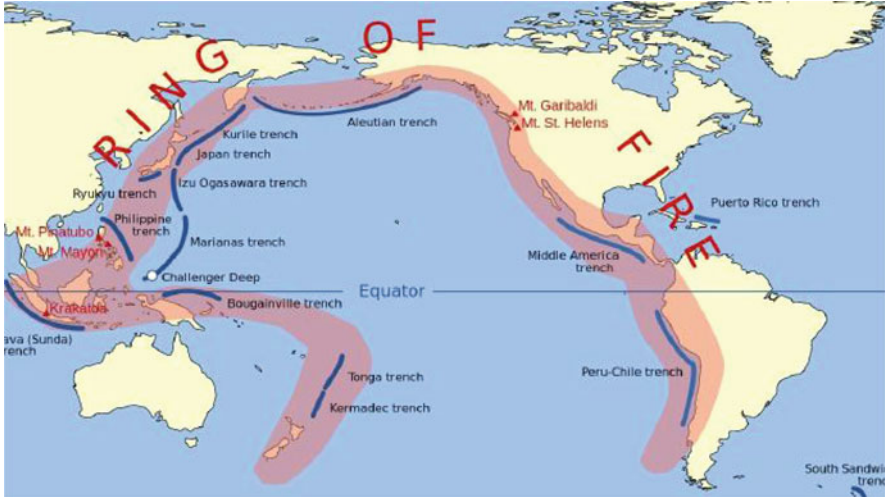 RING OF FIRE
Mt. Garibaldi
Mt. St. Helens
Aleutian trench
Kurile trench
Japan trench
Izu Ogasawara trench
Ryukyu trench
Puerto Rico trench
Philippine
trench
Mt. Pinatubo
Mt. Mayon
Marianas trench
Middle America
trench
Challenger Deep
Equator
Bougainville trench
Krakatoa
ava (Sunda)
rench
Tonga trench
Peru-Chile trench
Kermadec trench
South Sandwi
tren